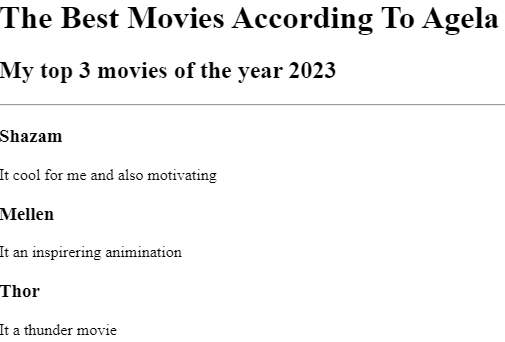 The Best Movies According To Agela
My top 3 movies of the year 2023
Shazam
It cool for me and also motivating
Mellen
It an inspirering animination
Thor
It a thunder movie